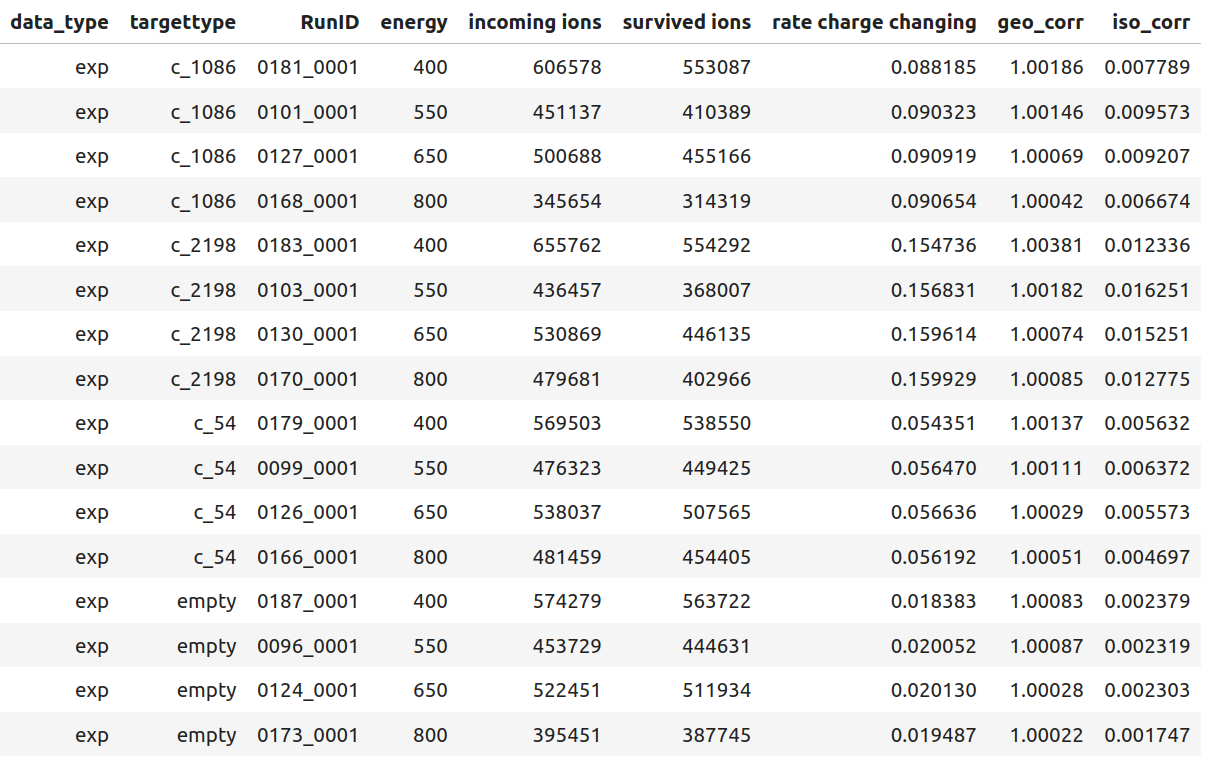 data_type targettype RunID energy incoming ions survived ions rate charge changing geo_corr iso_corr
exp c_1086 0181_0001 400 606578 553087 0.088185 1.00186 0.007789
exp c_1086 0101_0001 550 451137 410389 0.090323 1.00146 0.009573
exp c_1086 0127_0001 650 500688 455166 0.090919 1.00069 0.009207
exp c_1086 0168_0001 800 345654 314319 0.090654 1.00042 0.006674
exp c_2198 0183_0001 400 655762 554292 0.154736 1.00381 0.012336
exp c_2198 0103_0001 550 436457 368007 0.156831 1.00182 0.016251
exp c_2198 0130_0001 650 530869 446135 0.159614 1.00074 0.015251
exp c_2198 0170_0001 800 479681 402966 0.159929 1.00085 0.012775
exp c_54 0179_0001 400 569503 538550 0.054351 1.00137 0.005632
exp c_54 0099_0001 550 476323 449425 0.056470 1.00111 0.006372
exp c_54 0126_0001 650 538037 507565 0.056636 1.00029 0.005573
exp c_54 0166_0001 800 481459 454405 0.056192 1.00051 0.004697
exp empty 0187_0001 400 574279 563722 0.018383 1.00083 0.002379
exp empty 0096_0001 550 453729 444631 0.020052 1.00087 0.002319
exp empty 0124_0001 650 522451 511934 0.020130 1.00028 0.002303
exp empty 0173_0001 800 395451 387745 0.019487 1.00022 0.001747